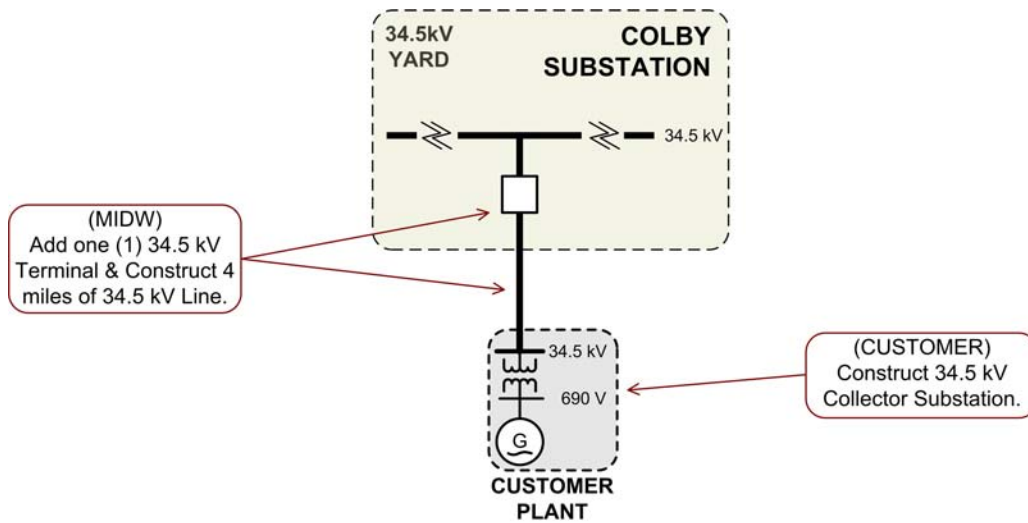 34.5kV
YARD
COLBY
SUBSTATION
34.5 kV
(MIDW)
Add one (1) 34.5 kV
Terminal & Construct 4
miles of 34.5 kV Line.
34.5 kV
690 V
G
CUSTOMER
PLANT
(CUSTOMER)
Construct 34.5 kV
Collector Substation.